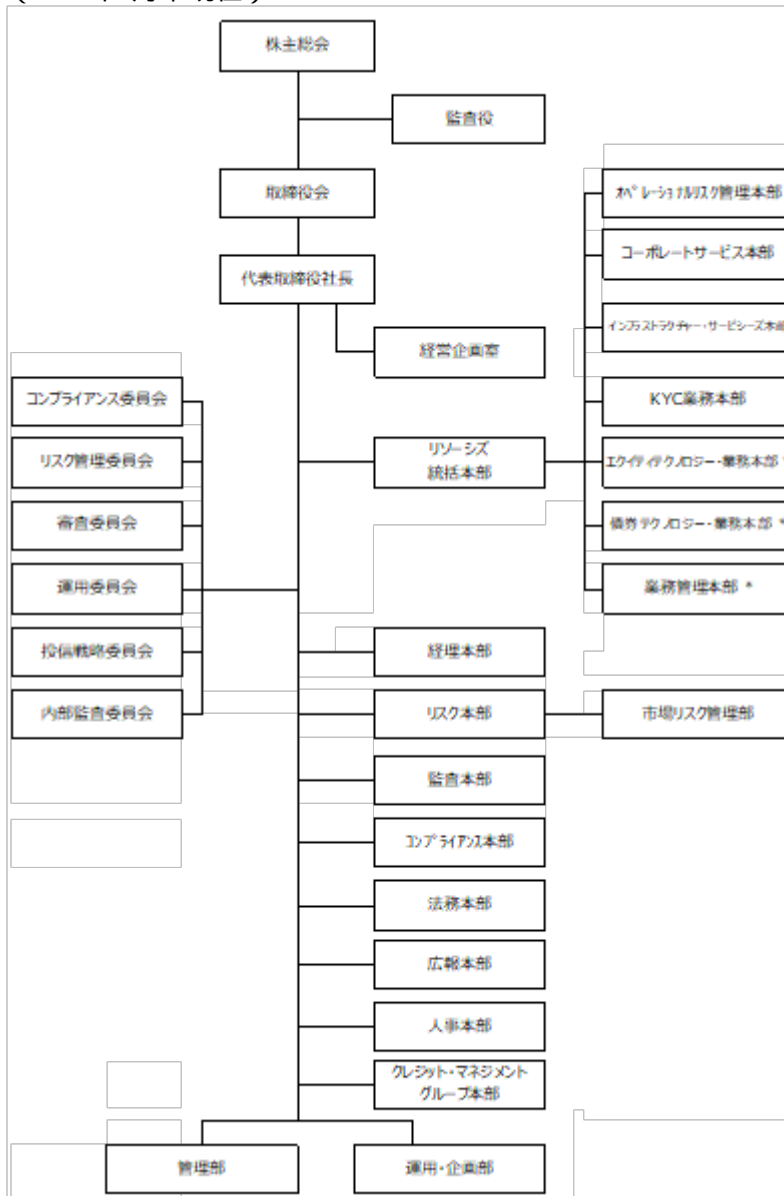 株主総会
監査役
取締役会
代表取締役社長
経営企画室
オペレーショナルリスク管理本部
コーポレートサービス本部
インフラストラクチャー・サービシーズ本部
KYC業務本部
エクイティテクノロジー・業務本部
債券テクノロジー・業務本部 *
業務管理本部 *
リソーシズ
統括本部
コンプライアンス委員会
リスク管理委員会
審査委員会
運用委員会
投信戦略委員会
内部監査委員会
経理本部
リスク本部
市場リスク管理部
監査本部
コンプライアンス本部
法務本部
広報本部
人事本部
クレジット・マネジメント
グループ本部
管理部
運用・企画部